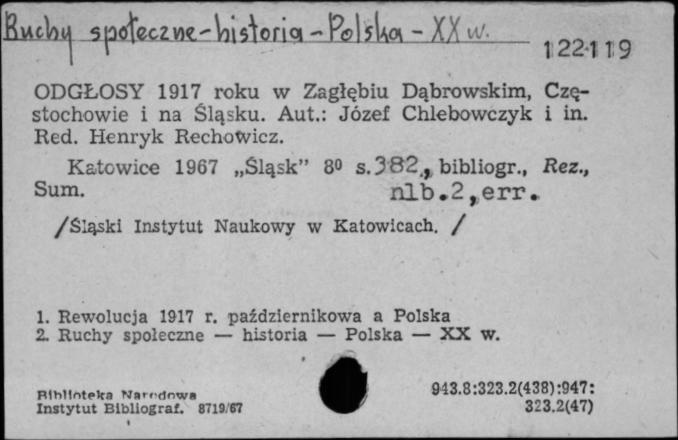 Ruchy społeczne - historia - Polska - XX w.
122119
ODGŁOSY 1917 roku w Zagłębiu Dąbrowskim, Czę-
stochowie i na Śląsku. Aut.: Józef Chlebowczyk i in.
Red. Henryk Rechowicz.
Katowice 1967 „Śląsk” 8⁰ s.382, bibliogr., Rez.,
Sum. nlb.2,err.
/Śląski Instytut Naukowy w Katowicach. /
1. Rewolucja 1917 r. październikowa a Polska
2. Ruchy społeczne — historia — Polska — XX w.
Biblioteka Narodowa
Instytut Bibliograf. 8719/67
943.8:323.2(438):947:
323.2(47)